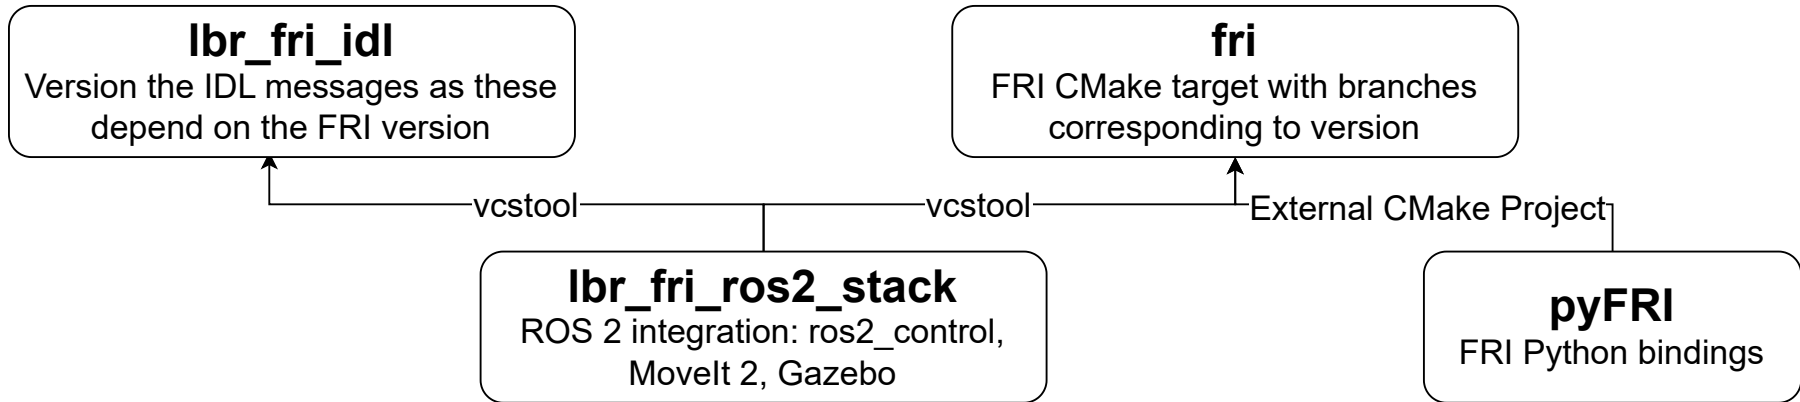 lbr_fri_idl
Version the IDL messages as these
depend on the FRI version
fri
FRI CMake target with branches
corresponding to version
vcstool
vcstool
External CMake Project
lbr_fri_ros2_stack
ROS 2 integration: ros2_control,
MoveIt 2, Gazebo
pyFRI
FRI Python bindings